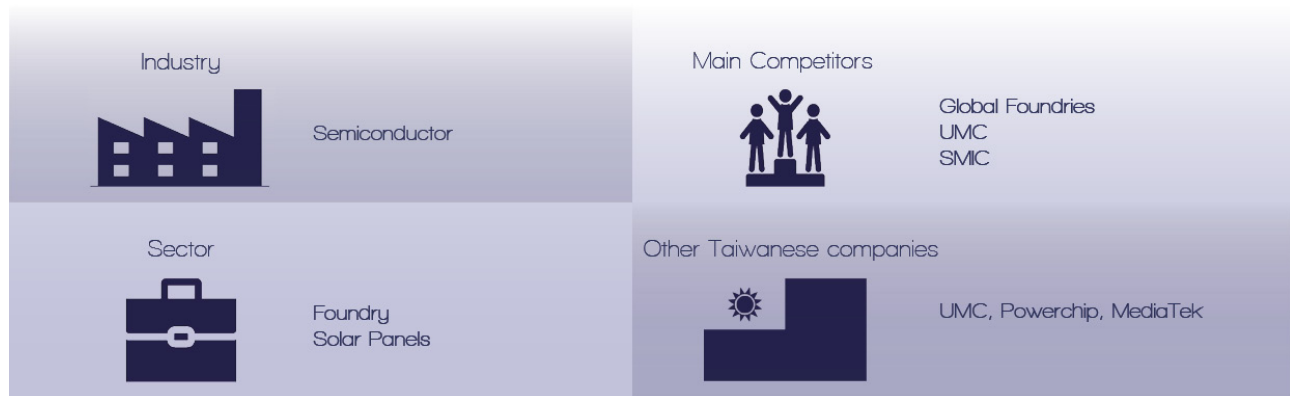 Industry
Semiconductor
Main Competitors
Global Foundries
UMC
SMIC
Sector
Foundry
Solar Panels
Other Taiwanese companies
UMC, Powerchip, MediaTek